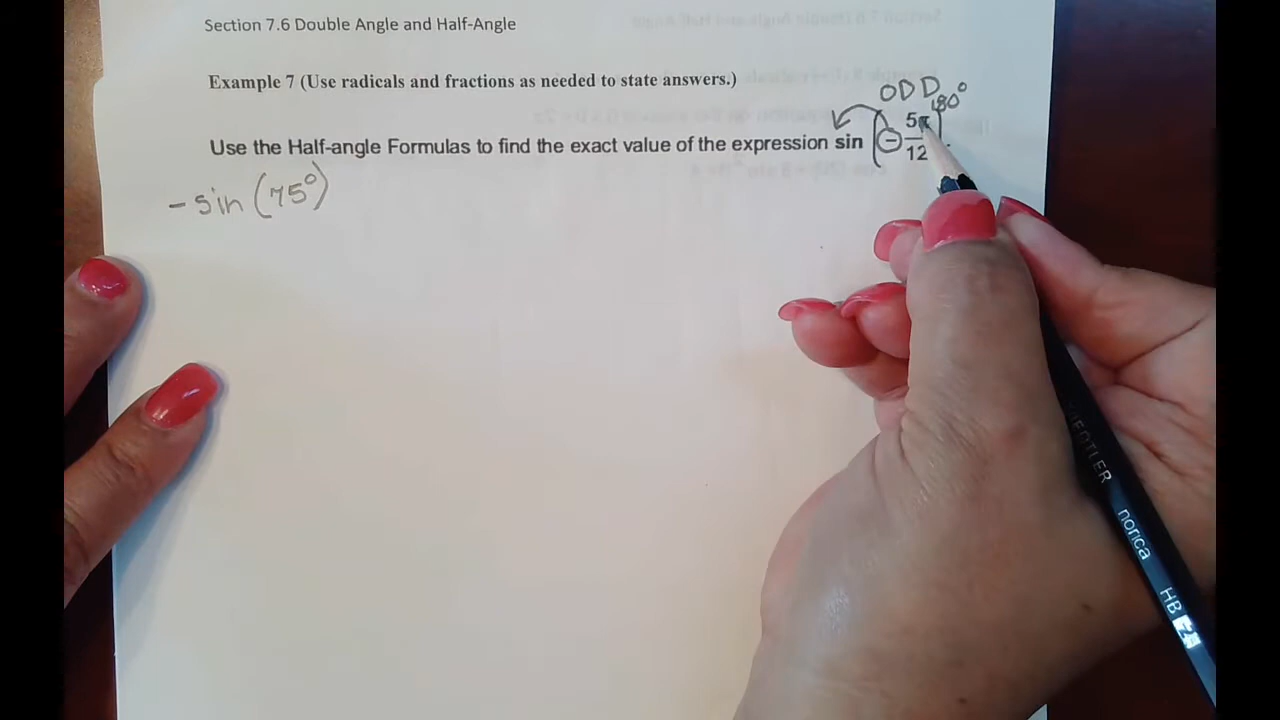 Section 7.6 Double Angle and Half-Angle
Example 7 (Use radicals and fractions as needed to state answers.)
ODD
180°
Use the Half-angle Formulas to find the exact value of the expression sin (− 5π/12).
− sin (75°)
norica
HB 2